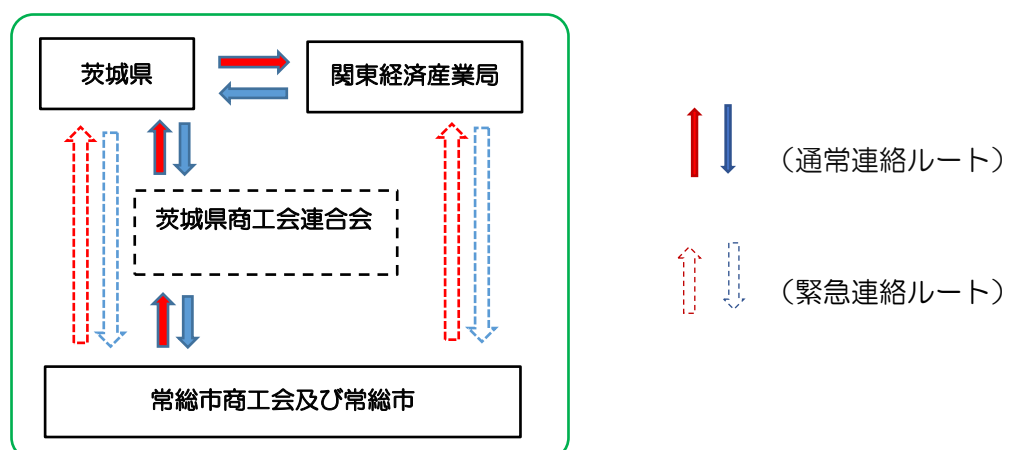 茨城県
関東経済産業局
（通常連絡ルート）
茨城県商工会連合会
（緊急連絡ルート）
常総市商工会及び常総市